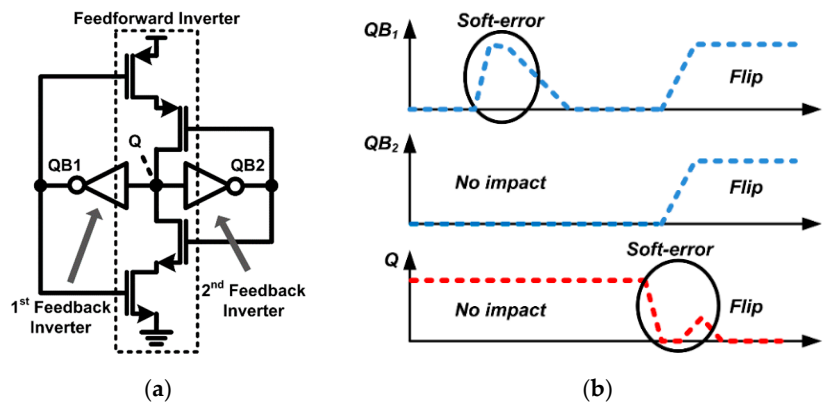 Feedforward Inverter
Q
QB1
QB2
1st Feedback
Inverter
2nd Feedback
Inverter
(a)
Soft-error
QB1
Flip
QB2
No impact
Flip
Soft-error
Q
No impact
Flip
(b)